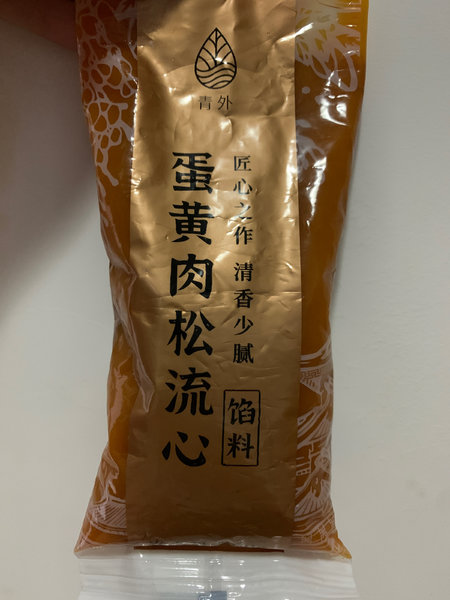 青外
蛋黄肉松流心
匠心之作 清香少腻
馅料